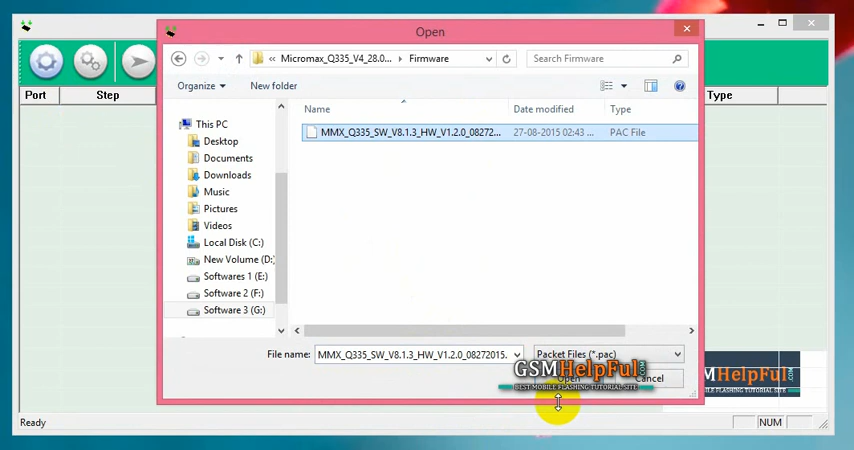 Open
« Micromax_Q335_V4_28.0... › Firmware
Search Firmware
Organize
New folder
Port
Step
Type
Name
Date modified
Type
MMX_Q335_SW_V8.1.3_HW_V1.2.0_08272...
27-08-2015 02:43 ...
PAC File
This PC
Desktop
Documents
Downloads
Music
Pictures
Videos
Local Disk (C:)
New Volume (D:)
Softwares 1 (E:)
Software 2 (F:)
Software 3 (G:)
File name:
MMX_Q335_SW_V8.1.3_HW_V1.2.0_08272015.
Packet Files (*.pac)
GSMHelpFul.com
BEST MOBILE FLASHING TUTORIAL SITE
Open
Cancel
MHelpFul
Ready
NUM